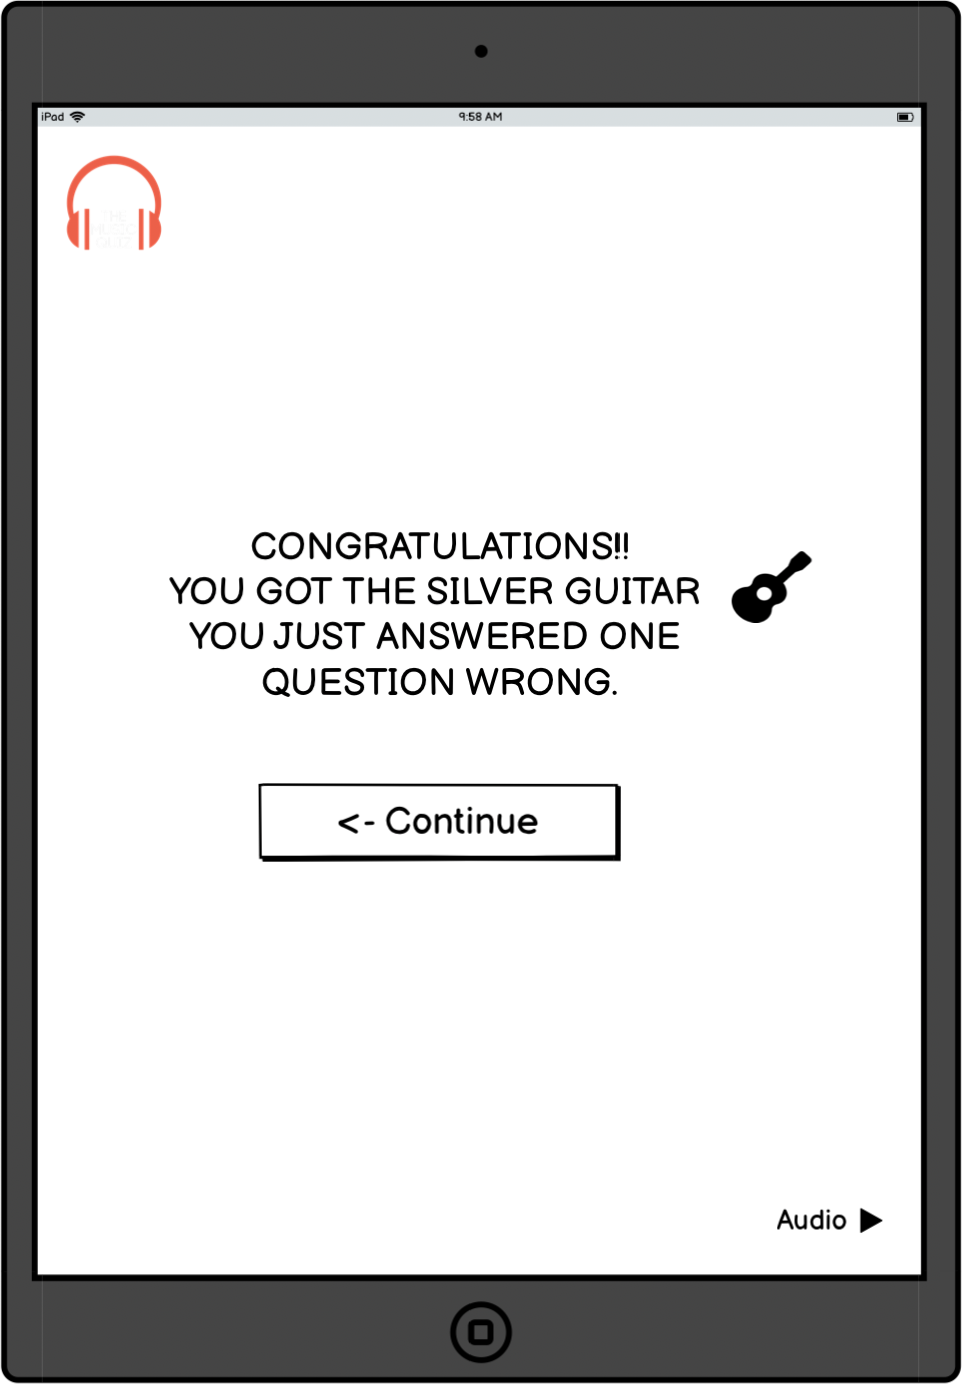 iPad
9:58 AM
CONGRATULATIONS!!
YOU GOT THE SILVER GUITAR
YOU JUST ANSWERED ONE
QUESTION WRONG.
<- Continue
Audio